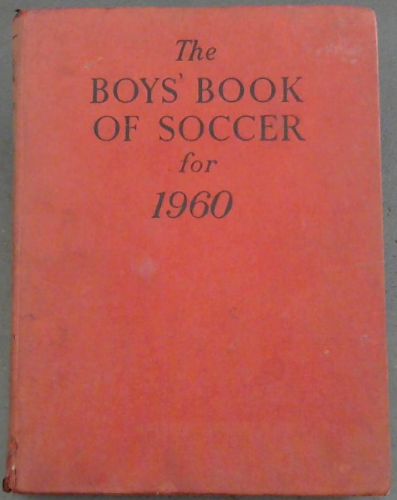 The
BOYS' BOOK
OF SOCCER
for
1960